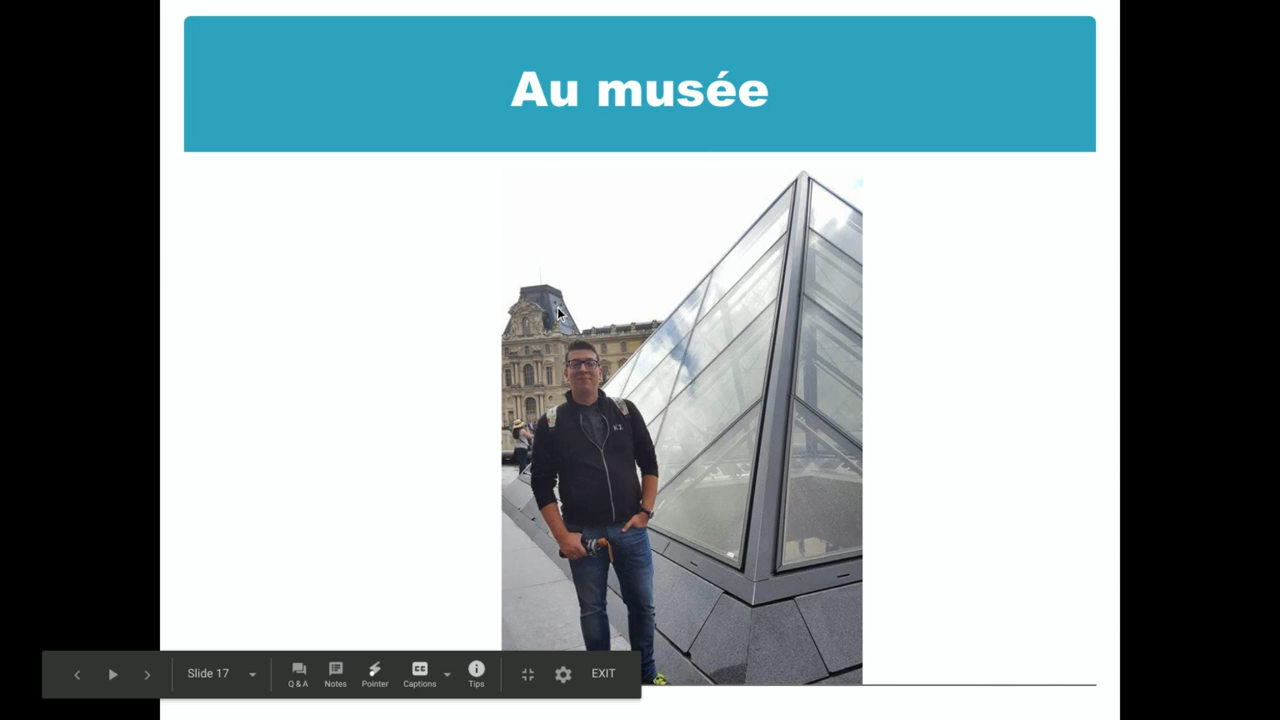 Au musée
K.Z.
Slide 17
Q & A
Notes
Pointer
Captions
Tips
EXIT